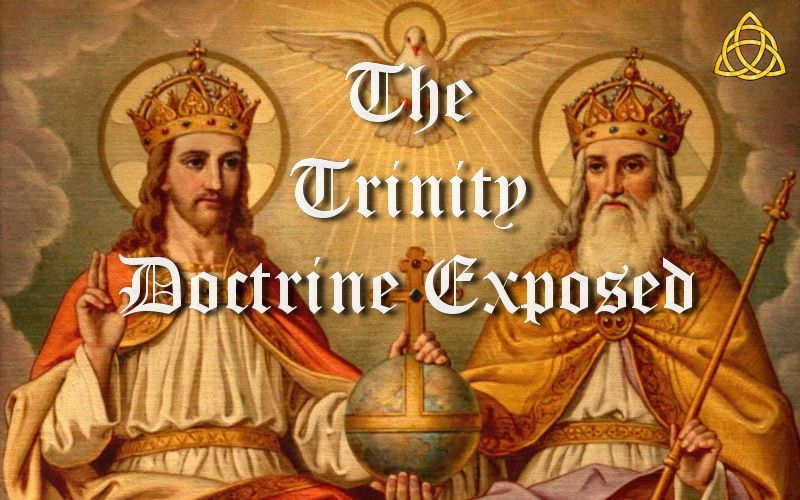 The
Trinity
Doctrine Exposed